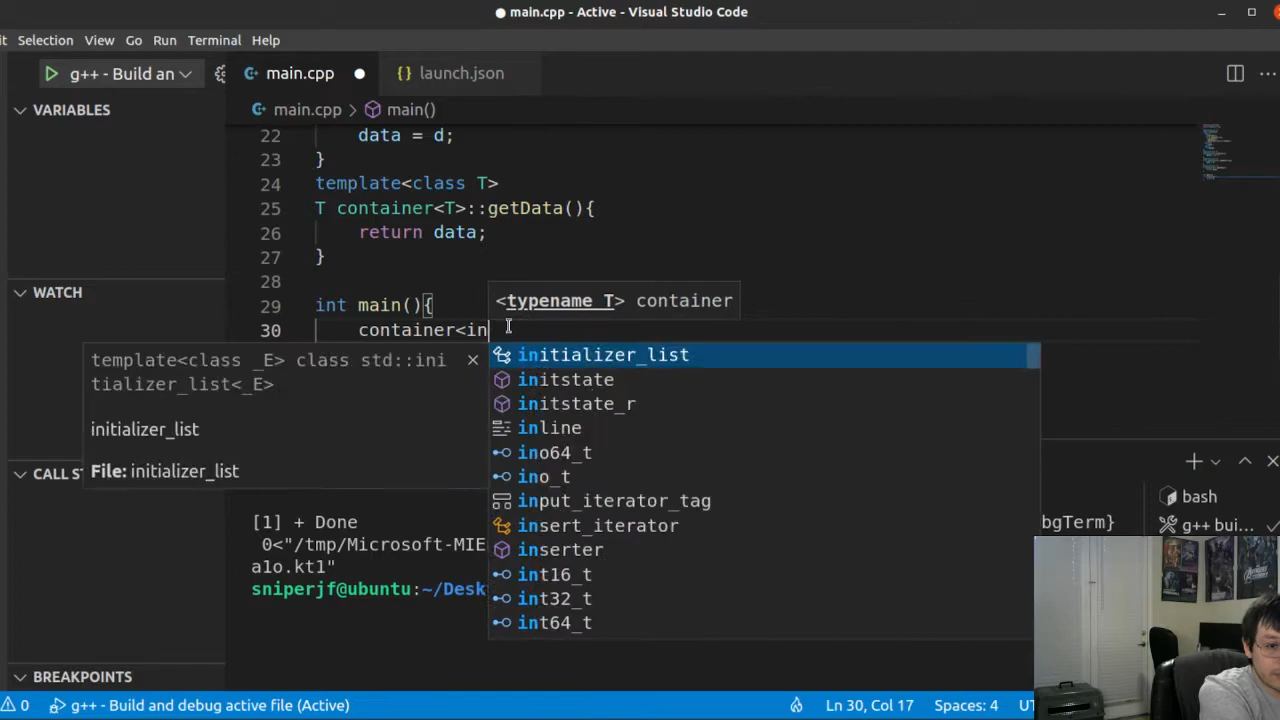 ● main.cpp - Active - Visual Studio Code
it Selection View Go Run Terminal Help
g++ - Build an
main.cpp ●
{} launch.json
VARIABLES
main.cpp > main()
22 data = d;
23 }
24 template<class T>
25 T container<T>::getData(){
26 return data;
27 }
28
<typename T> container
29 int main(){
30 container<in
WATCH
template<class _E> class std::ini
tializer_list<_E>
initializer_list
File: initializer_list
initializer_list
initstate
initstate_r
inline
ino64_t
ino_t
input_iterator_tag
insert_iterator
inserter
int16_t
int32_t
int64_t
CALL ST
bash
g++ bui...
[1] + Done
bgTerm}
0<"/tmp/Microsoft-MIE
a1o.kt1"
sniperjf@ubuntu:~/Desk
BREAKPOINTS
0 g++ - Build and debug active file (Active) Ln 30, Col 17 Spaces: 4 UT